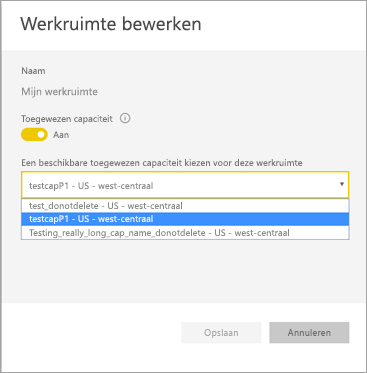 Werkruimte bewerken
Naam
Mijn werkruimte
Toegewezen capaciteit
Aan
Een beschikbare toegewezen capaciteit kiezen voor deze werkruimte
testcapP1 - US - west-centraal
test_donotdelete - US - west-centraal
testcapP1 - US - west-centraal
Testing_really_long_cap_name_donotdelete - US - west-centraal
Opslaan
Annuleren